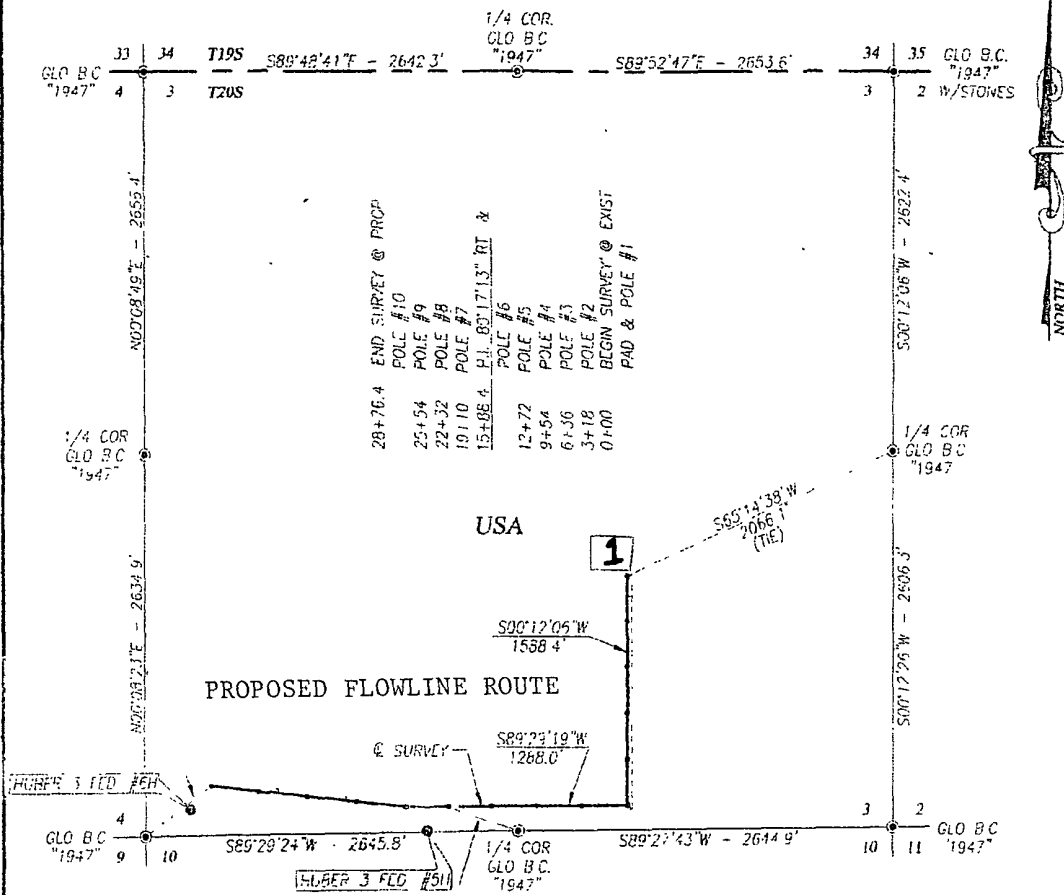 1/4 COR.
GLO B C
"1947"
33 34 T19S
S89°48'41"E - 2642.3'
S89°52'47"E - 2653.6'
34 35 GLO B.C.
"1947"
W/STONES
GLO B.C
"1947"
4 3 T20S
3 2
N00°08'49"E - 2655.4'
S00°12'06"W - 2622.4'
NORTH
28+76.4 END SURVEY @ PROP
POLE #10
25+54 POLE #9
22+32 POLE #8
19+10 POLE #7
15+88.4 P.I. 89°17'13" RT &
POLE #6
12+72 POLE #5
9+54 POLE #4
6+36 POLE #3
3+18 POLE #2
0+00 BEGIN SURVEY @ EXIST
PAD & POLE #1
1/4 COR
GLO B C
"1947"
1/4 COR
GLO B C
"1947
USA
S65°14'38"W
2066.1'
(TIE)
1
N00°08'23"E - 2634.9'
S00°12'06"W
1588.4'
S00°12'26"W - 2606.3'
PROPOSED FLOWLINE ROUTE
℄ SURVEY
S89°29'19"W
1288.0'
HUBER 3 FED #6H
4
GLO B C
"1947"
9 10
S89°29'24"W - 2645.8'
1/4 COR
GLO B C.
"1947"
S89°27'43"W - 2644.9'
3 2
10 11
GLO B C
"1947"
HUBER 3 FED #5H